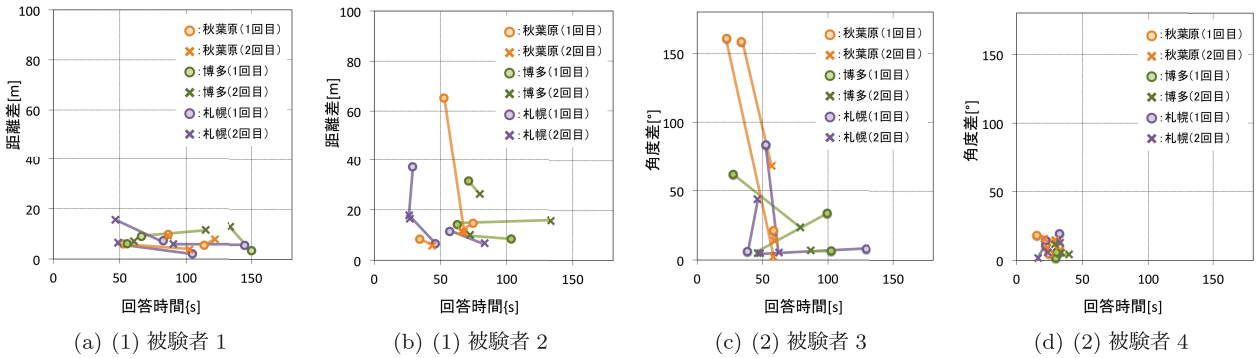 距離差[m]
100
80
60
40
20
0
0
50
100
150
回答時間{s]
:秋葉原(1回目)
:秋葉原(2回目)
:博多(1回目)
:博多(2回目)
:札幌(1回目)
:札幌(2回目)
(a) (1) 被験者 1
距離差[m]
100
80
60
40
20
0
0
50
100
150
回答時間{s]
:秋葉原(1回目)
:秋葉原(2回目)
:博多(1回目)
:博多(2回目)
:札幌(1回目)
:札幌(2回目)
(b) (1) 被験者 2
角度差[°]
150
100
50
0
0
50
100
150
回答時間[s]
:秋葉原(1回目)
:秋葉原(2回目)
:博多(1回目)
:博多(2回目)
:札幌(1回目)
:札幌(2回目)
(c) (2) 被験者 3
角度差[°]
150
100
50
0
0
50
100
150
回答時間[s]
:秋葉原(1回目)
:秋葉原(2回目)
:博多(1回目)
:博多(2回目)
:札幌(1回目)
:札幌(2回目)
(d) (2) 被験者 4